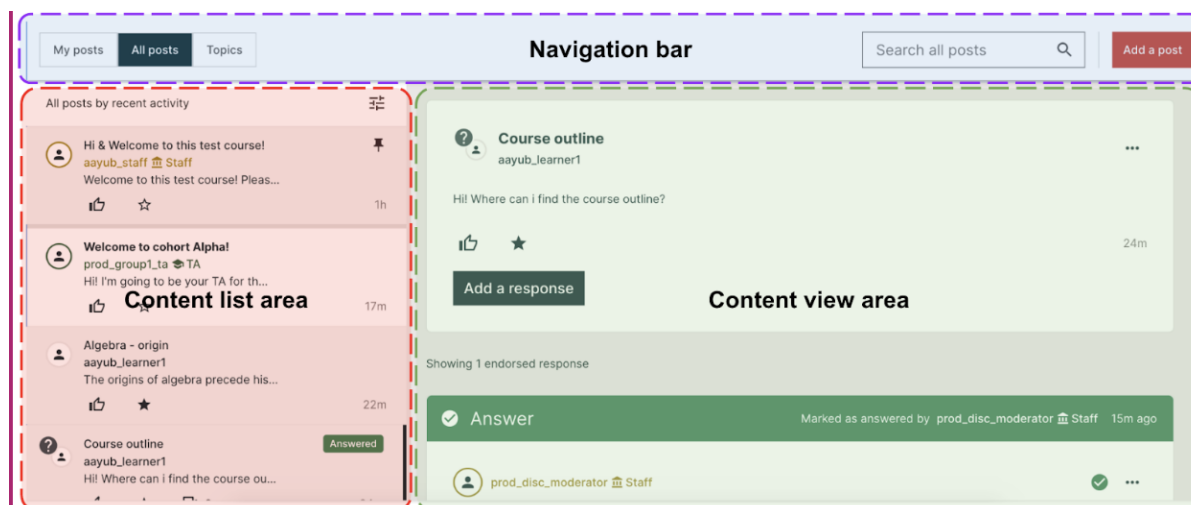 My posts All posts Topics Navigation bar Search all posts Add a post
All posts by recent activity
Hi & Welcome to this test course!
aayub_staff Staff
Welcome to this test course! Pleas...
1h
Welcome to cohort Alpha!
prod_group1_ta TA
Hi! I'm going to be your TA for th...
Content list area
17m
Algebra - origin
aayub_learner1
The origins of algebra precede his...
22m
Course outline Answered
aayub_learner1
Hi! Where can i find the course ou...
Course outline
aayub_learner1
Hi! Where can i find the course outline?
24m
Add a response
Content view area
Showing 1 endorsed response
Answer Marked as answered by prod_disc_moderator Staff 15m ago
prod_disc_moderator Staff